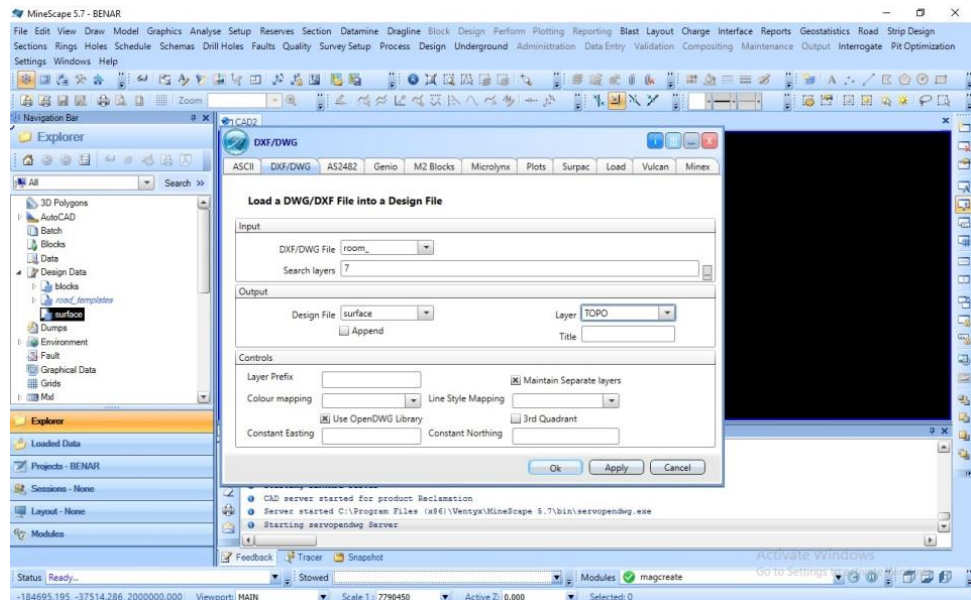 MineScape 5.7 - BENAR
File Edit View Draw Model Graphics Analyse Setup Reserves Section Datamine Dragline Block Design Perform Plotting Reporting Blast Layout Charge Interface Reports Geostatistics Road Strip Design
Sections Rings Holes Schedule Schemas Drill Holes Faults Quality Survey Setup Process Design Underground Administration Data Entry Validation Compositing Maintenance Output Interrogate Pit Optimization
Settings Windows Help
Zoom
Navigation Bar
CAD2
Explorer
All
Search >>
3D Polygons
AutoCAD
Batch
Blocks
Data
Design Data
blocks
road_templates
surface
Dumps
Environment
Fault
Graphical Data
Grids
Mxl
Explorer
Loaded Data
Projects - BENAR
Sessions - None
Layout - None
Modules
DXF/DWG
ASCII DXF/DWG AS2482 Genio M2 Blocks Microlynx Plots Surpac Load Vulcan Minex
Load a DWG/DXF File into a Design File
Input
DXF/DWG File room_
Search layers 7
Output
Design File surface
Layer TOPO
Append
Title
Controls
Layer Prefix
Maintain Separate layers
Colour mapping
Line Style Mapping
Use OpenDWG Library
3rd Quadrant
Constant Easting
Constant Northing
Ok Apply Cancel
CAD server started for product Reclamation
Server started C:\Program Files (x86)\Ventyx\MineScape 5.7\bin\servopendwg.exe
Starting servopendwg Server
Feedback Tracer Snapshot
Activate Windows
Status Ready...
Stowed
Modules magcreate
-184695.195 -37514.286 2000000.000 Viewport: MAIN Scale 1 : 7790450 Active Z: 0.000 Selected: 0